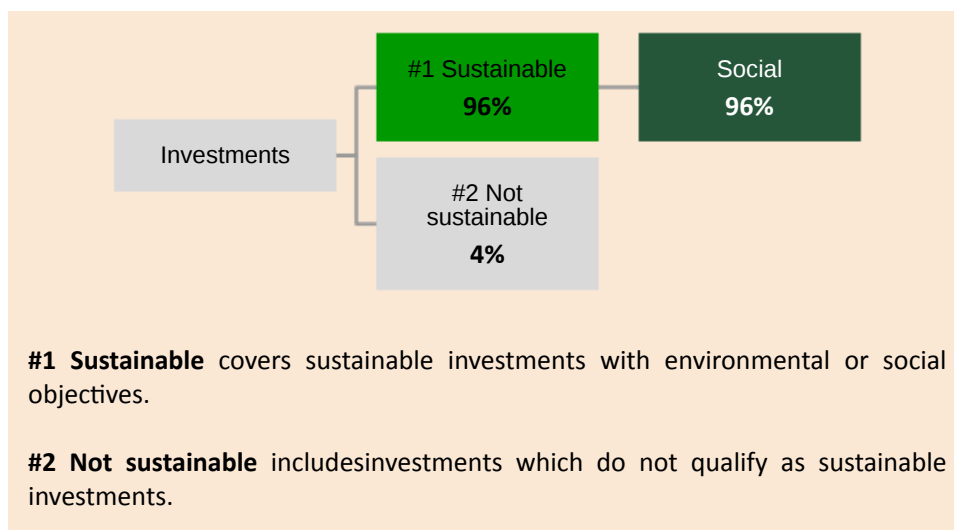 #1 Sustainable
96%
Social
96%
Investments
#2 Not
sustainable
4%
#1 Sustainable covers sustainable investments with environmental or social
objectives.
#2 Not sustainable includesinvestments which do not qualify as sustainable
investments.